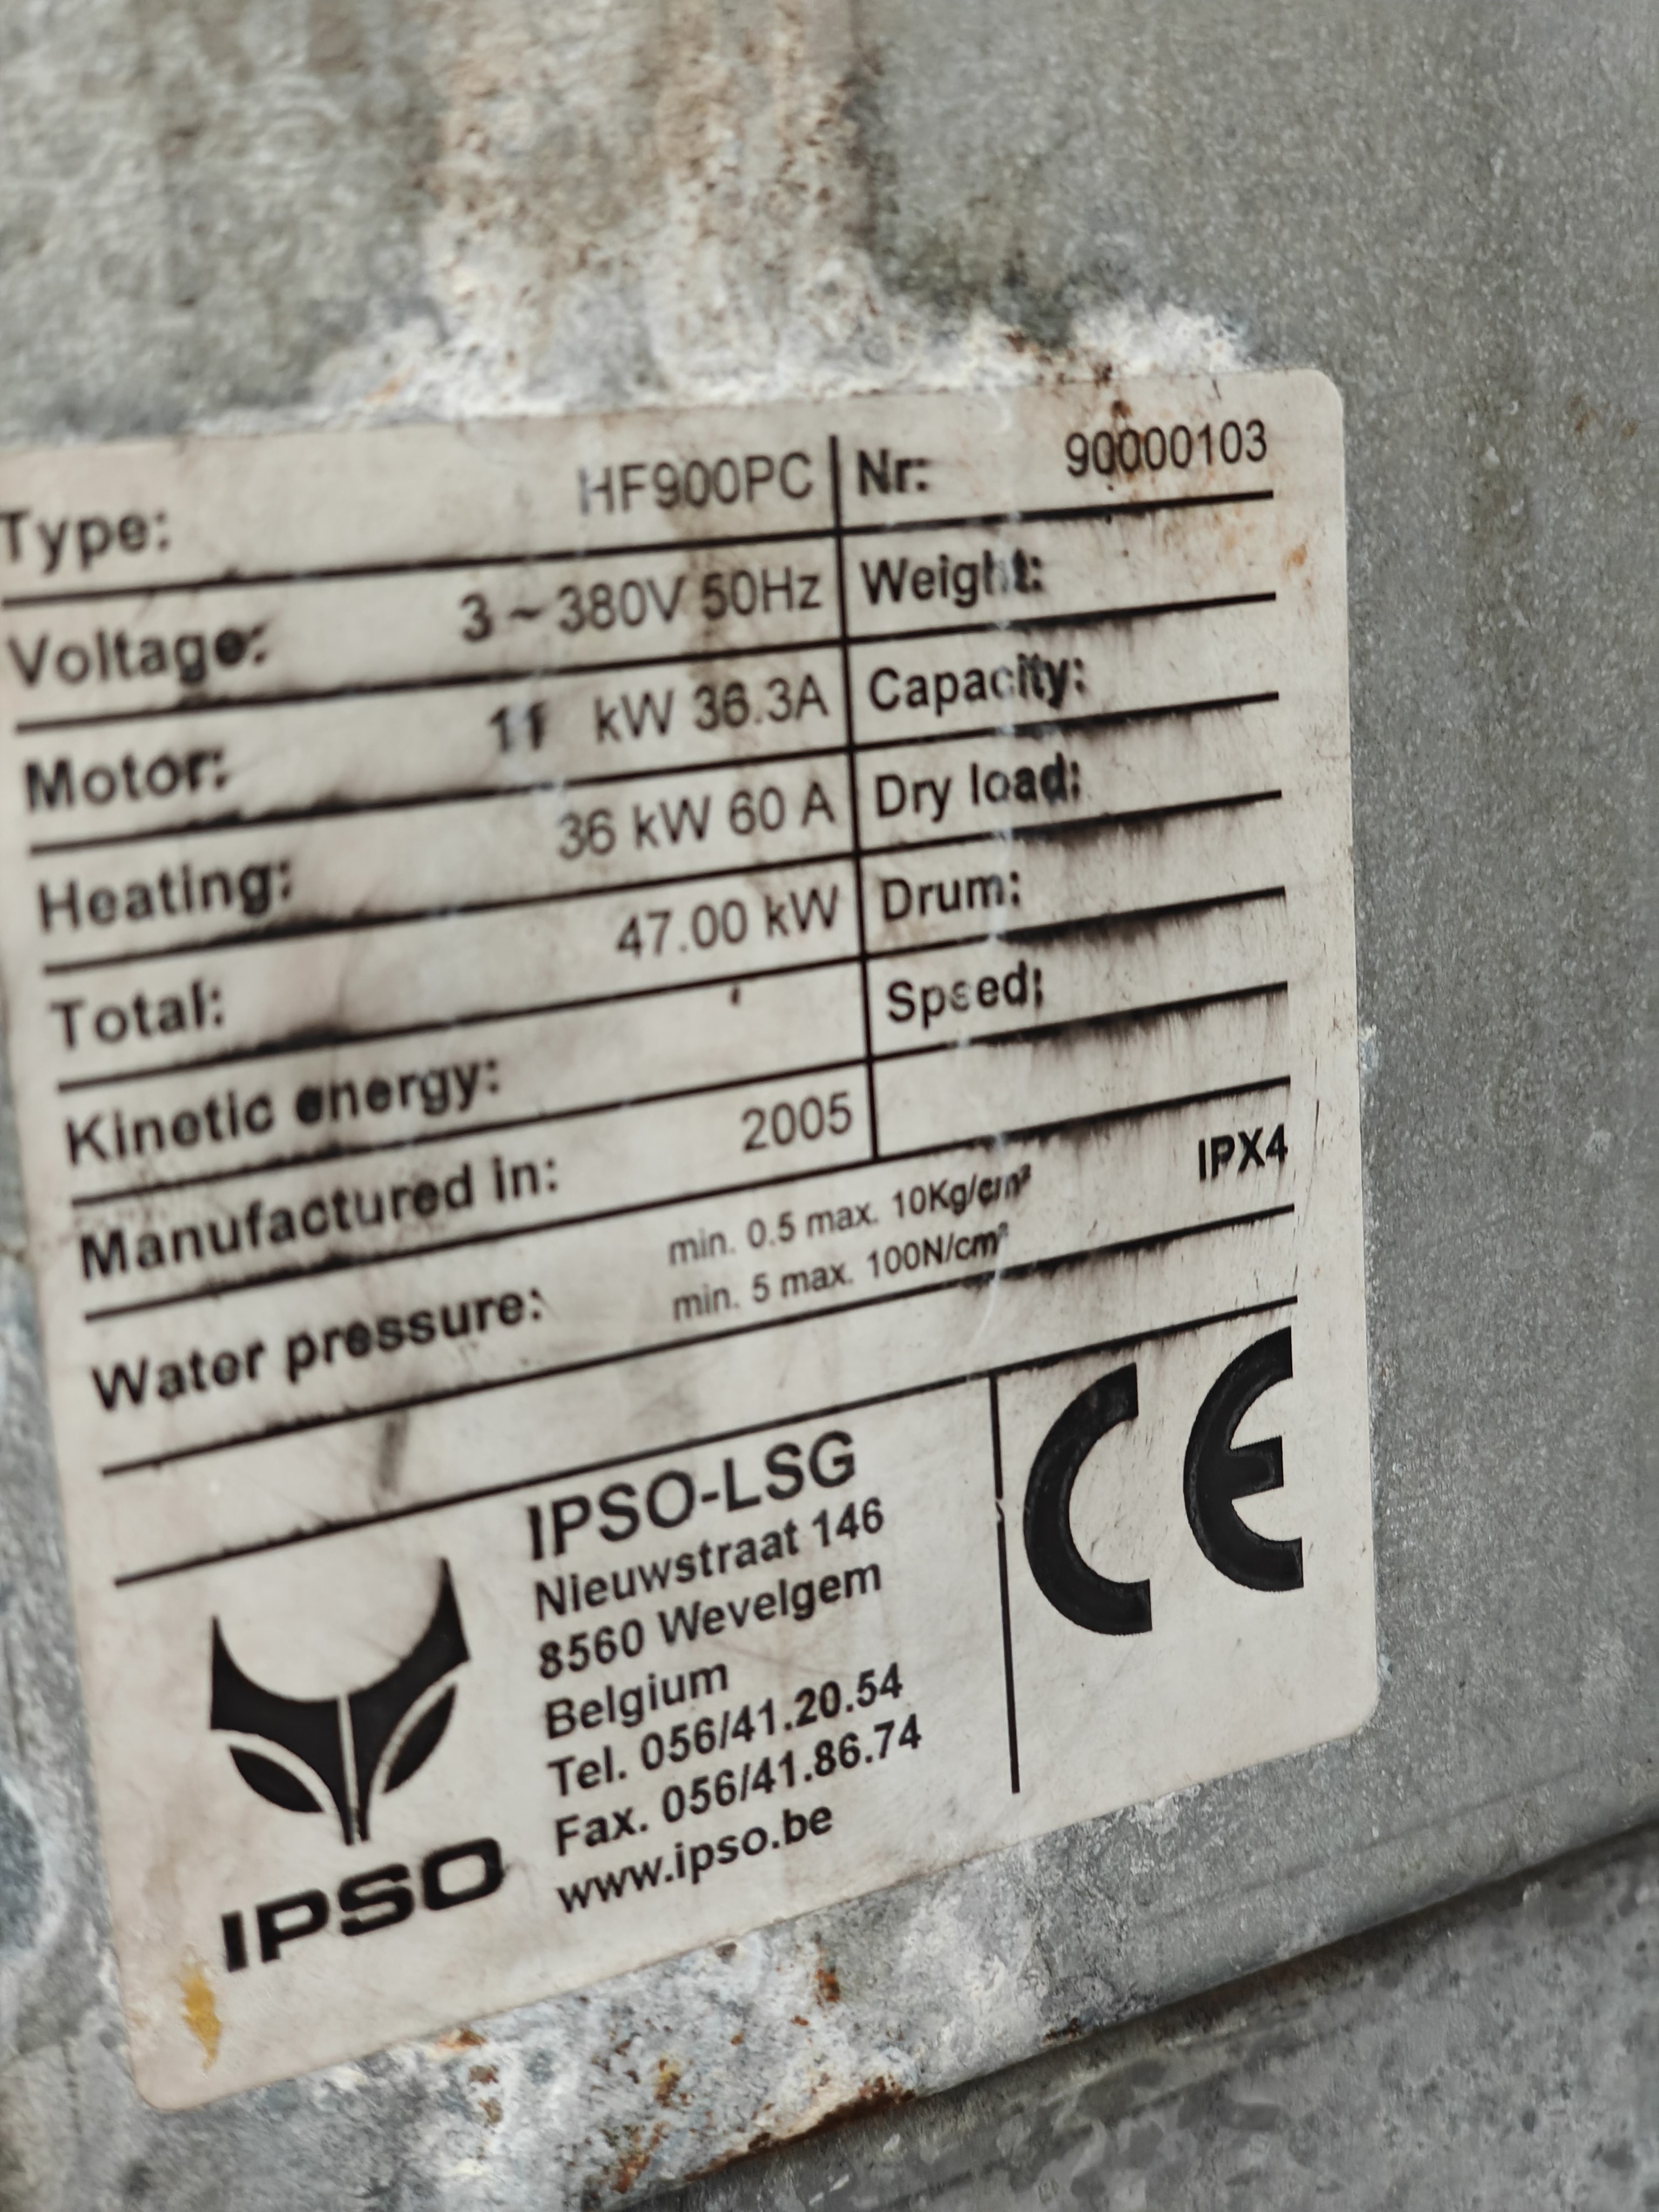 Type: HF900PC Nr: 90000103
Voltage: 3~380V 50Hz Weight:
Motor: 11 kW 36.3A Capacity:
Heating: 36 kW 60 A Dry load:
Total: 47.00 kW Drum:
Kinetic energy: Speed:
Manufactured in: 2005
Water pressure: min. 0.5 max. 10Kg/cm² IPX4
min. 5 max. 100N/cm²
IPSO-LSG
Nieuwstraat 146
8560 Wevelgem
Belgium
Tel. 056/41.20.54
Fax. 056/41.86.74
www.ipso.be
IPSO
CE